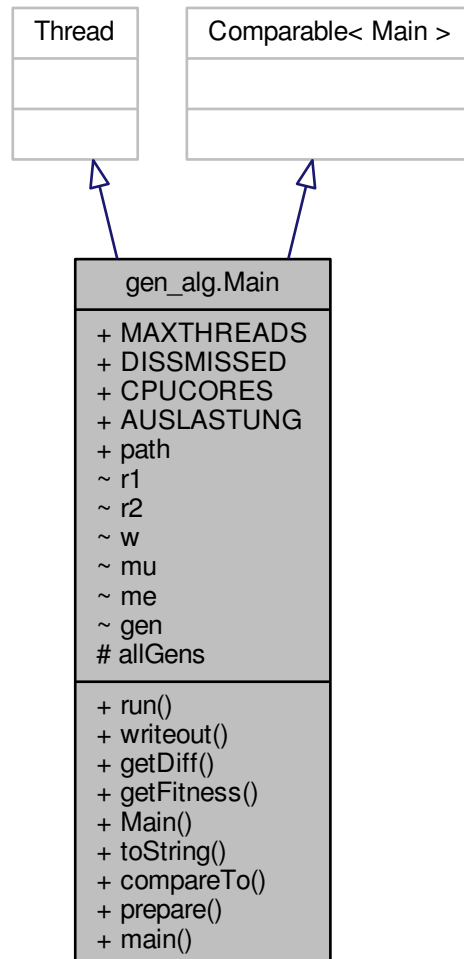 Thread
Comparable< Main >
gen_alg.Main
+ MAXTHREADS
+ DISSMISSED
+ CPUCORES
+ AUSLASTUNG
+ path
~ r1
~ r2
~ w
~ mu
~ me
~ gen
# allGens
+ run()
+ writeout()
+ getDiff()
+ getFitness()
+ Main()
+ toString()
+ compareTo()
+ prepare()
+ main()